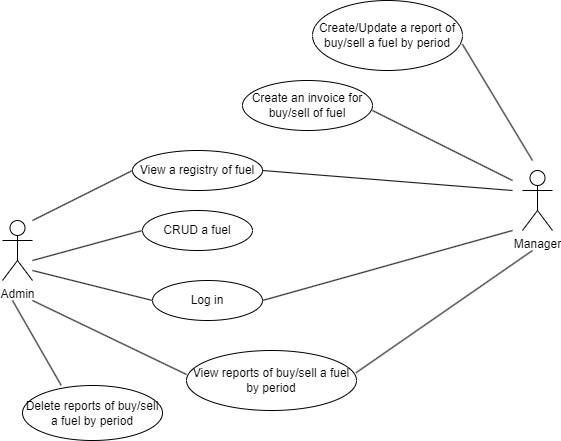 Create/Update a report of
buy/sell a fuel by period
Create an invoice for
buy/sell of fuel
View a registry of fuel
CRUD a fuel
Manager
Admin
Log in
View reports of buy/sell a fuel
by period
Delete reports of buy/sell
a fuel by period